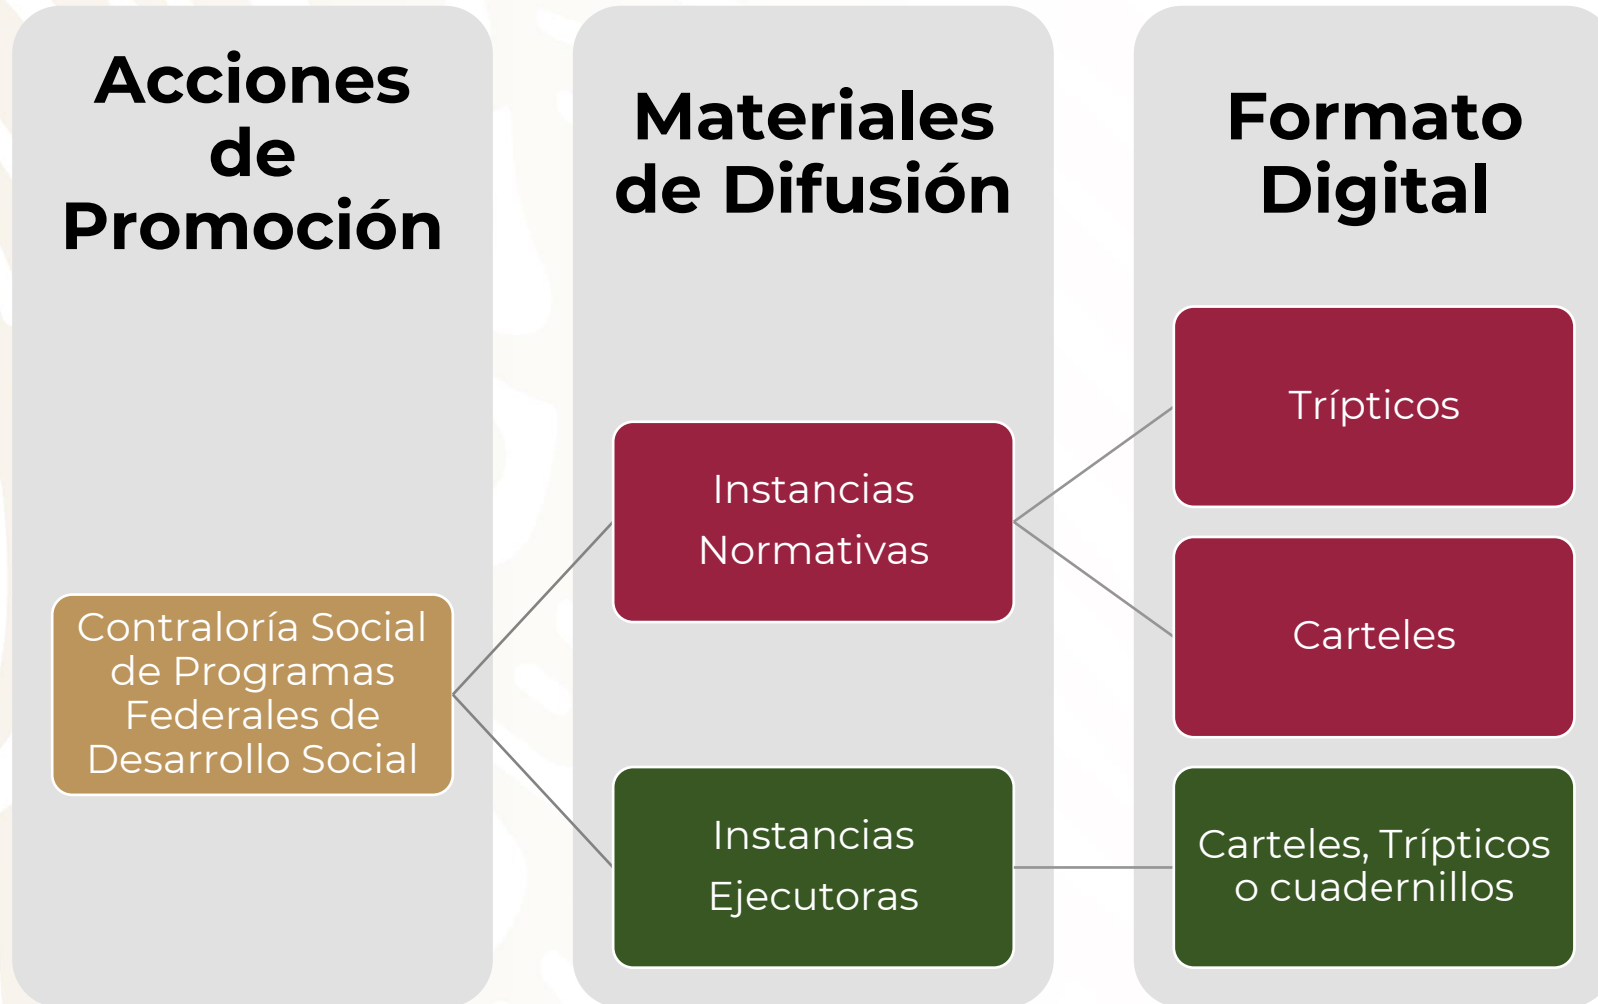 Acciones
de
Promoción
Materiales
de Difusión
Formato
Digital
Contraloría Social
de Programas
Federales de
Desarrollo Social
Instancias
Normativas
Instancias
Ejecutoras
Trípticos
Carteles
Carteles, Trípticos
o cuadernillos